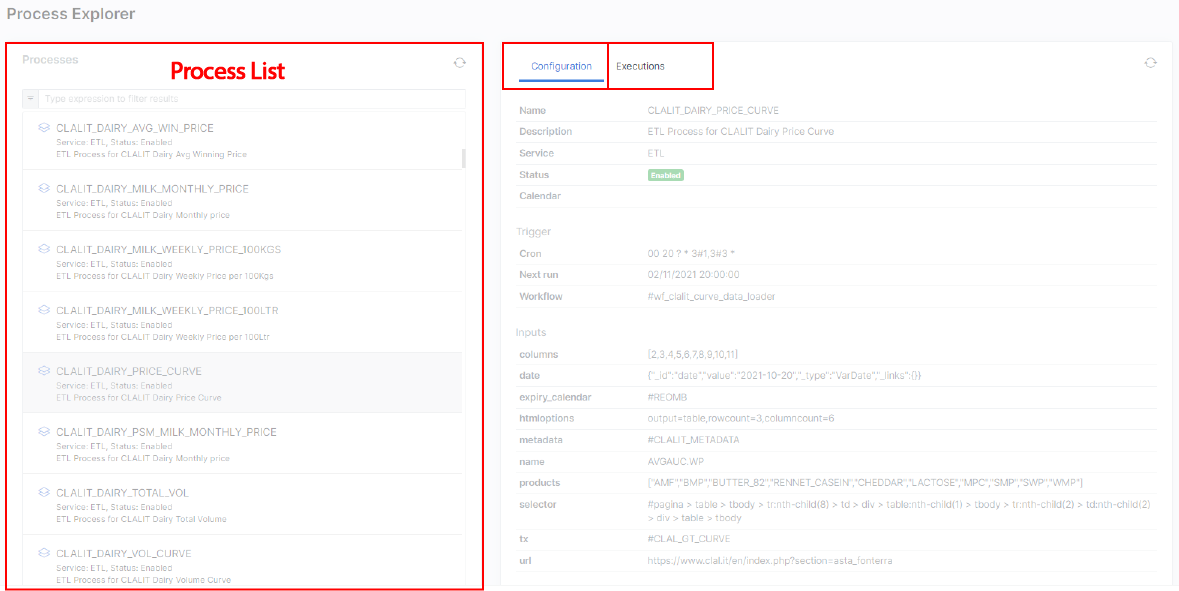 Process Explorer
Processes
Process List
Type expression to filter results
CLALIT_DAIRY_AVG_WIN_PRICE
Service: ETL, Status: Enabled
ETL Process for CLALIT Dairy Avg Winning Price
CLALIT_DAIRY_MILK_MONTHLY_PRICE
Service: ETL, Status: Enabled
ETL Process for CLALIT Dairy Monthly price
CLALIT_DAIRY_MILK_WEEKLY_PRICE_100KGS
Service: ETL, Status: Enabled
ETL Process for CLALIT Dairy Weekly Price per 100Kgs
CLALIT_DAIRY_MILK_WEEKLY_PRICE_100LTR
Service: ETL, Status: Enabled
ETL Process for CLALIT Dairy Weekly Price per 100Ltr
CLALIT_DAIRY_PRICE_CURVE
Service: ETL, Status: Enabled
ETL Process for CLALIT Dairy Price Curve
CLALIT_DAIRY_PSM_MILK_MONTHLY_PRICE
Service: ETL, Status: Enabled
ETL Process for CLALIT Dairy Monthly price
CLALIT_DAIRY_TOTAL_VOL
Service: ETL, Status: Enabled
ETL Process for CLALIT Dairy Total Volume
CLALIT_DAIRY_VOL_CURVE
Service: ETL, Status: Enabled
ETL Process for CLALIT Dairy Volume Curve
Configuration Executions
Name CLALIT_DAIRY_PRICE_CURVE
Description ETL Process for CLALIT Dairy Price Curve
Service ETL
Status Enabled
Calendar
Trigger
Cron 00 20 ? * 3#1,3#3 *
Next run 02/11/2021 20:00:00
Workflow #wf_clalit_curve_data_loader
Inputs
columns [2,3,4,5,6,7,8,9,10,11]
date {"_id":"date","value":"2021-10-20","_type":"VarDate","_links":{}}
expiry_calendar #REOMB
htmloptions output=table,rowcount=3,columncount=6
metadata #CLALIT_METADATA
name AVGAUC.WP
products ["AMF","BMP","BUTTER_82","RENNET_CASEIN","CHEDDAR","LACTOSE","MPC","SMP","SWP","WMP"]
selector #pagina > table > tbody > tr:nth-child(8) > td > div > table:nth-child(1) > tbody > tr:nth-child(2) > td:nth-child(2)
> div > table > tbody
tx #CLAL_GT_CURVE
url https://www.clal.it/en/index.php?section=asta_fonterra